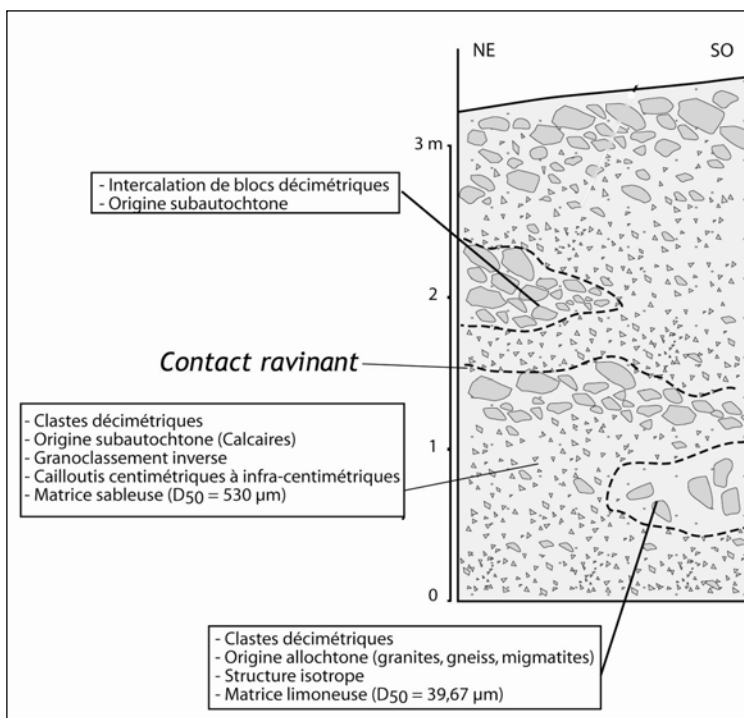 NE
SO
3 m
- Intercalation de blocs décimétriques
- Origine subautochtone
2
Contact ravinant
- Clastes décimétriques
- Origine subautochtone (Calcaires)
- Granoclassement inverse
- Cailloutis centimétriques à infra-centimétriques
- Matrice sableuse (D50 = 530 µm)
1
0
- Clastes décimétriques
- Origine allochtone (granites, gneiss, migmatites)
- Structure isotrope
- Matrice limoneuse (D50 = 39,67 µm)